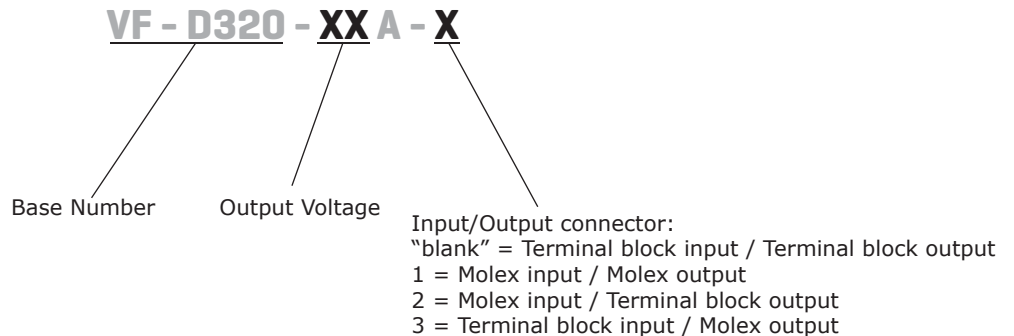 VF - D320 - XX A - X
Base Number
Output Voltage
Input/Output connector:
“blank” = Terminal block input / Terminal block output
1 = Molex input / Molex output
2 = Molex input / Terminal block output
3 = Terminal block input / Molex output